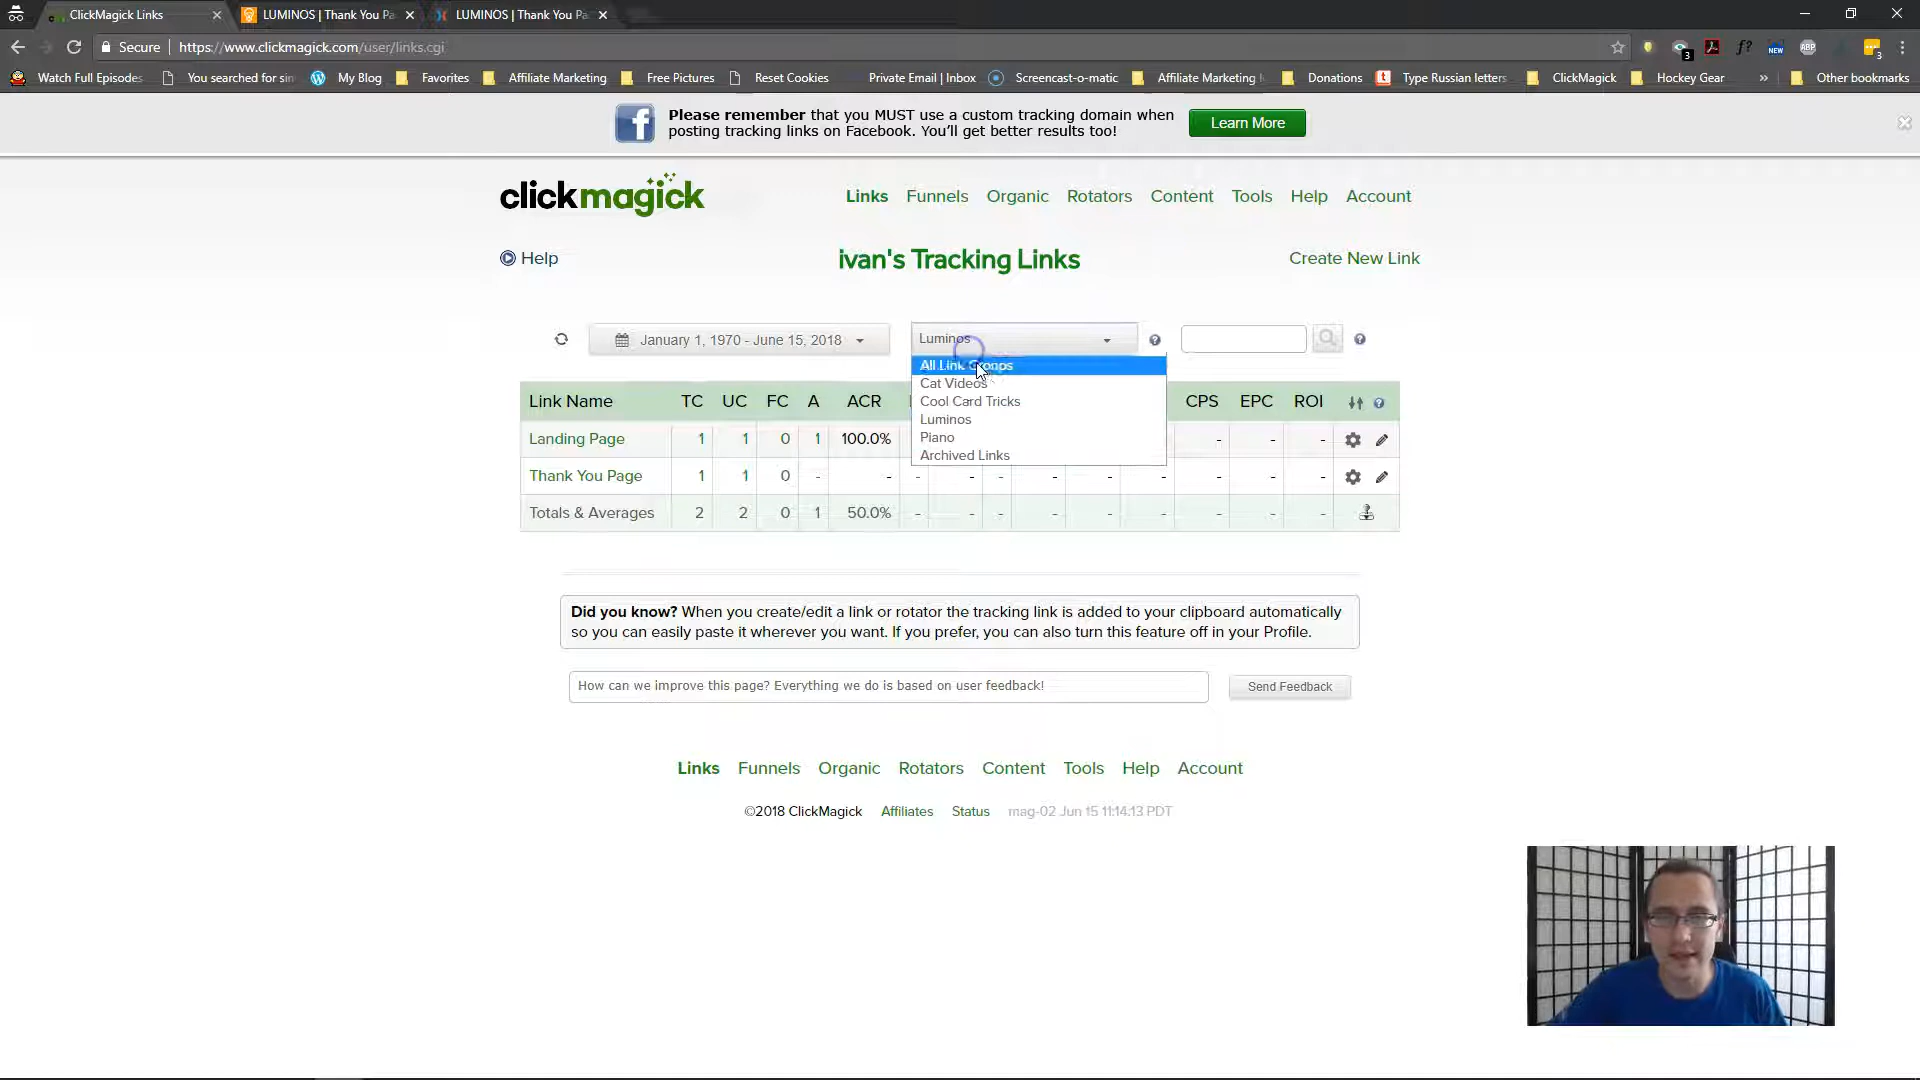 ClickMagick Links
LUMINOS | Thank You Pa
LUMINOS | Thank You Pa
Secure | https://www.clickmagick.com/user/links.cgi
Watch Full Episodes
You searched for sin
My Blog
Favorites
Affiliate Marketing
Free Pictures
Reset Cookies
Private Email | Inbox
Screencast-o-matic
Affiliate Marketing
Donations
Type Russian letters
ClickMagick
Hockey Gear
Other bookmarks
Please remember that you MUST use a custom tracking domain when
posting tracking links on Facebook. You'll get better results too!
Learn More
clickmagick
Links Funnels Organic Rotators Content Tools Help Account
Help
ivan's Tracking Links
Create New Link
January 1, 1970 - June 15, 2018
Luminos
All Link Groups
Cat Videos
Cool Card Tricks
Luminos
Piano
Archived Links
Link Name TC UC FC A ACR CPS EPC ROI
Landing Page 1 1 0 1 100.0% - - -
Thank You Page 1 1 0 - - - - - - - - - - -
Totals & Averages 2 2 0 1 50.0% - - - - - - - - -
Did you know? When you create/edit a link or rotator the tracking link is added to your clipboard automatically
so you can easily paste it wherever you want. If you prefer, you can also turn this feature off in your Profile.
How can we improve this page? Everything we do is based on user feedback!
Send Feedback
Links Funnels Organic Rotators Content Tools Help Account
©2018 ClickMagick Affiliates Status mag-02 Jun 15 11:14:13 PDT